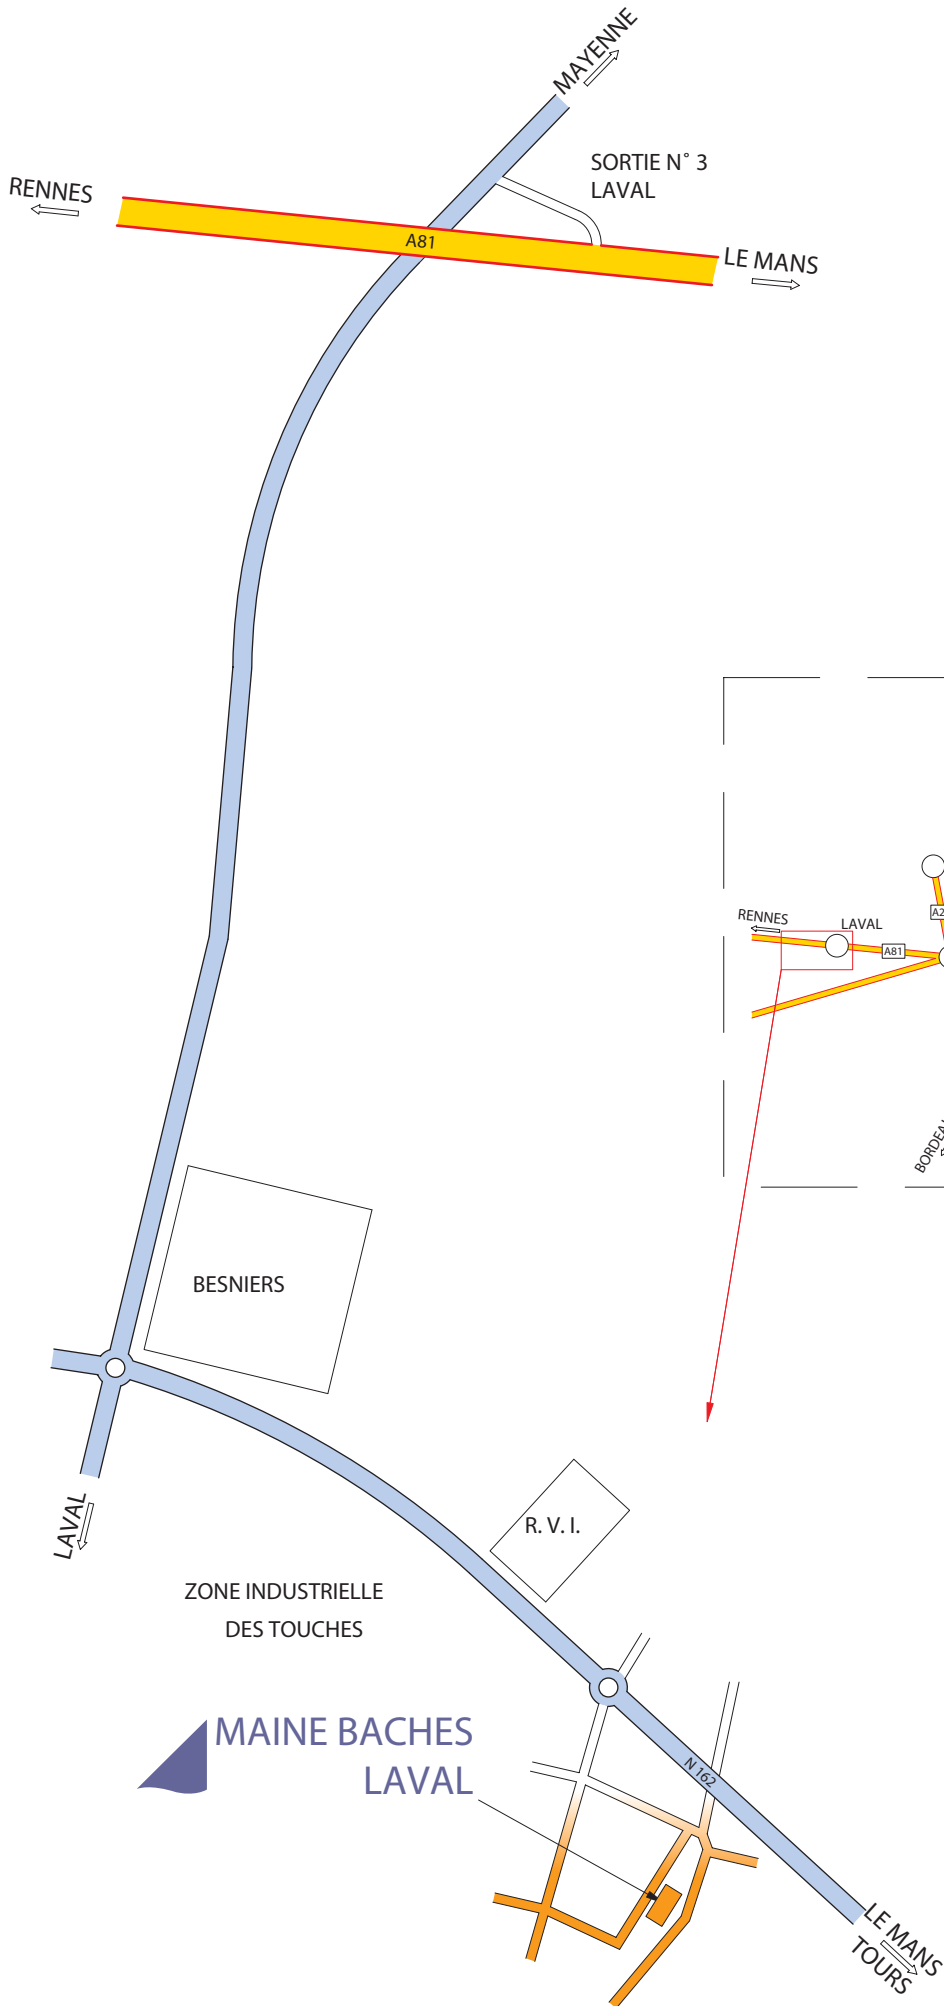 MAYENNE
SORTIE N° 3
LAVAL
RENNES
A81
LE MANS
RENNES
LAVAL
A81
BESNIERS
LAVAL
R. V. I.
ZONE INDUSTRIELLE
DES TOUCHES
MAINE BACHES
LAVAL
N 162
LE MANS
TOURS